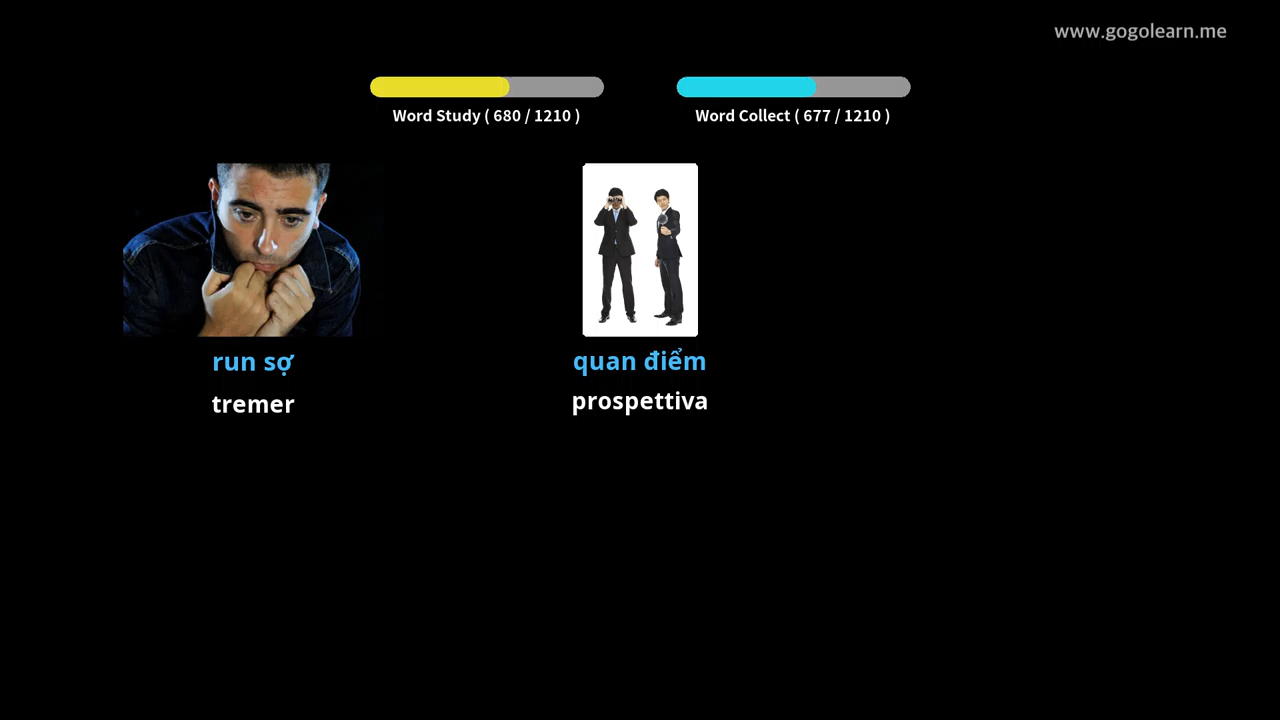 www.gogolearn.me
Word Study ( 680 / 1210 )
Word Collect ( 677 / 1210 )
run sợ
tremer
quan điểm
prospettiva